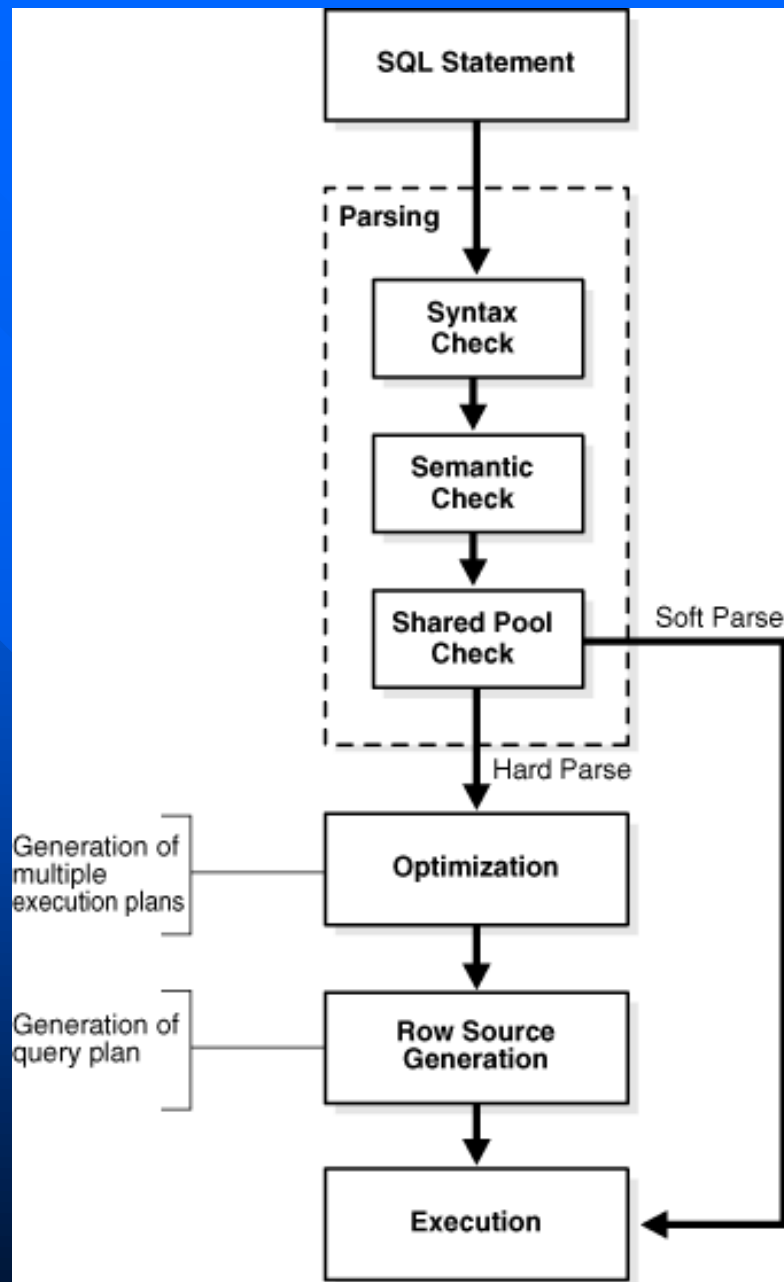 SQL Statement
Parsing
Syntax
Check
Semantic
Check
Shared Pool
Check
Soft Parse
Hard Parse
Generation of
multiple
execution plans
Optimization
Generation of
query plan
Row Source
Generation
Execution